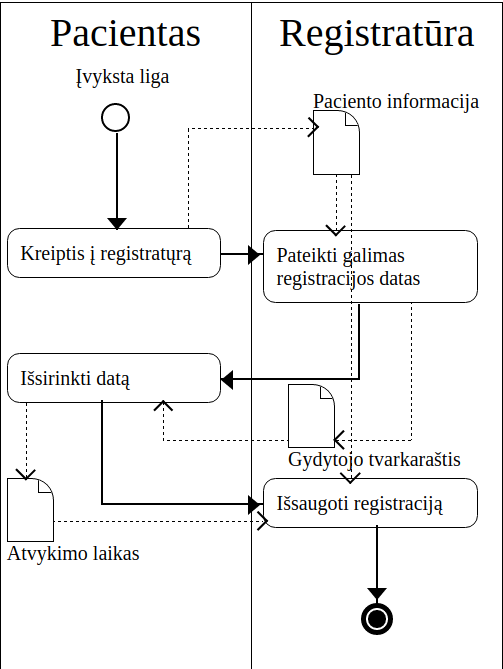 Pacientas
Registratūra
Įvyksta liga
Paciento informacija
Kreiptis į registratųrą
Pateikti galimas
registracijos datas
Išsirinkti datą
Gydytojo tvarkaraštis
Išsaugoti registraciją
Atvykimo laikas